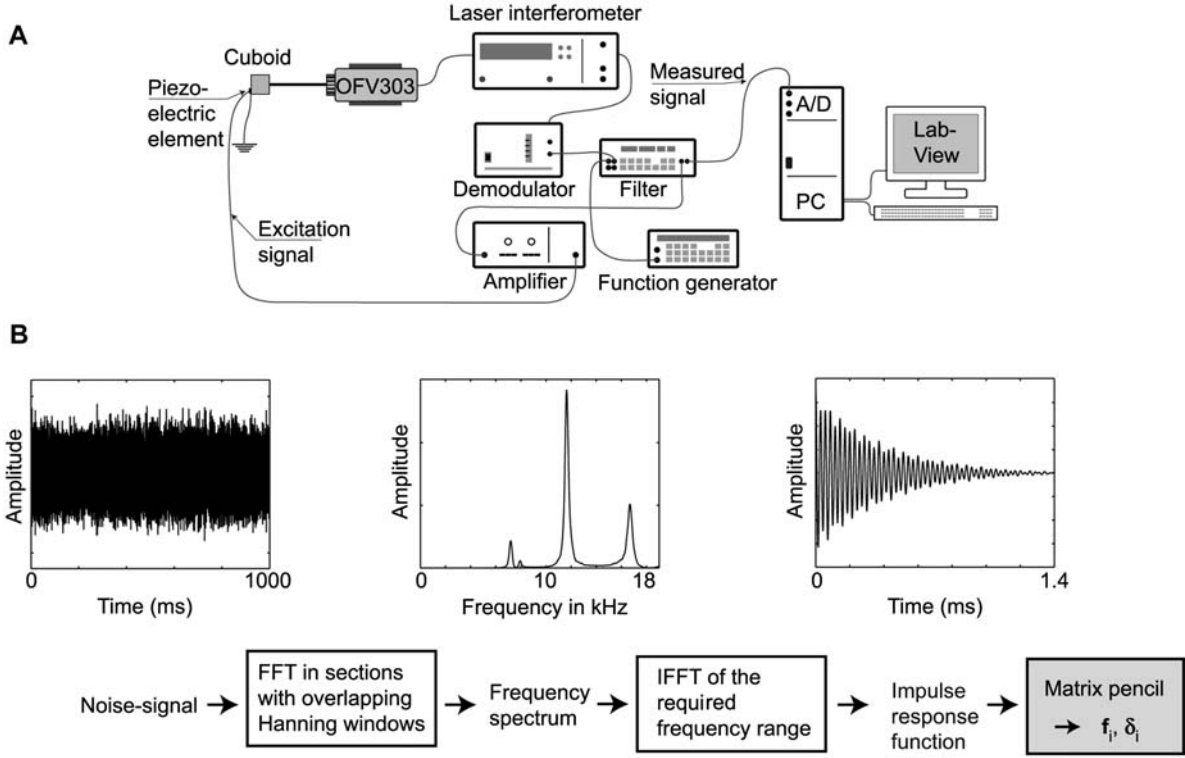 A
Laser interferometer
Cuboid
OFV303
Piezo-
electric
element
Measured
signal
A/D
Lab-
View
Demodulator
Filter
PC
Excitation
signal
Amplifier
Function generator
B
Amplitude
0
1000
Time (ms)
Amplitude
0
10
18
Frequency in kHz
Amplitude
0
1.4
Time (ms)
Noise-signal
FFT in sections
with overlapping
Hanning windows
Frequency
spectrum
IFFT of the
required
frequency range
Impulse
response
function
Matrix pencil
→ fᵢ, δᵢ